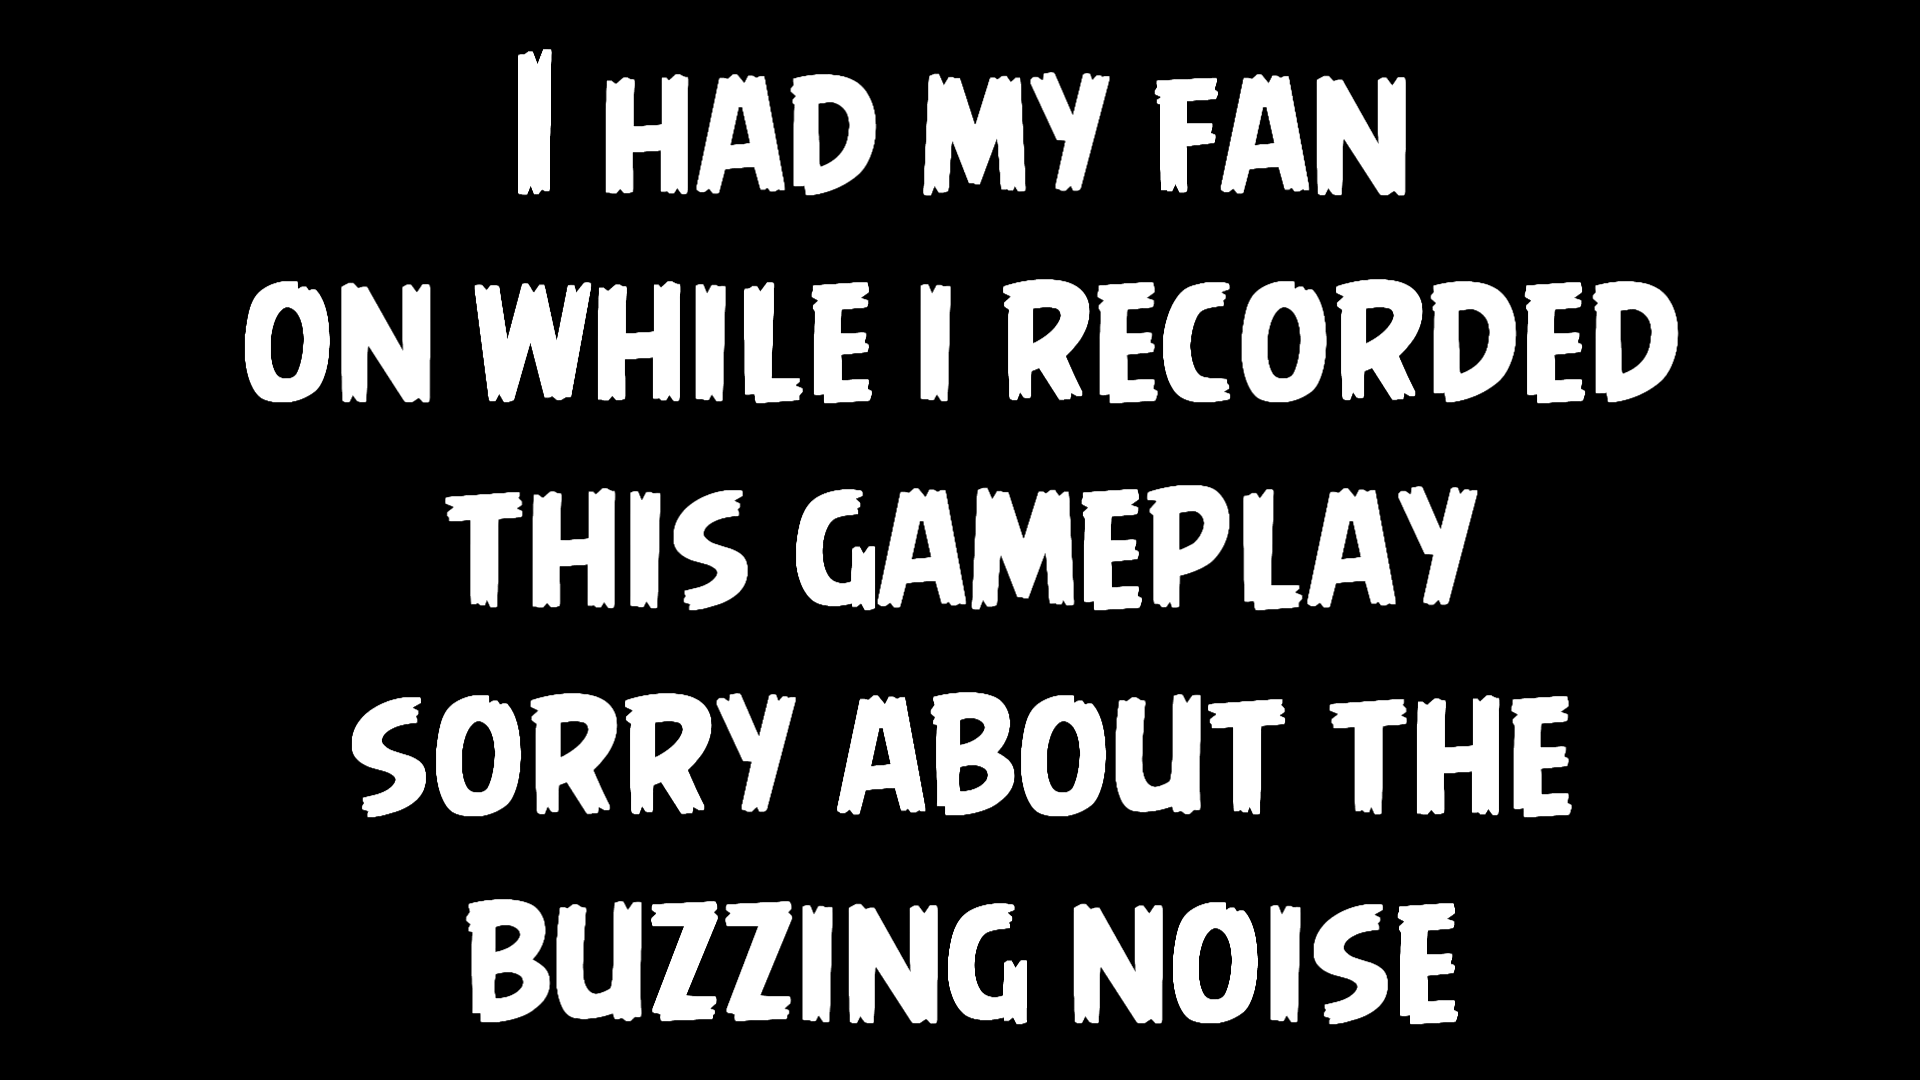 I HAD MY FAN
ON WHILE I RECORDED
THIS GAMEPLAY
SORRY ABOUT THE
BUZZING NOISE